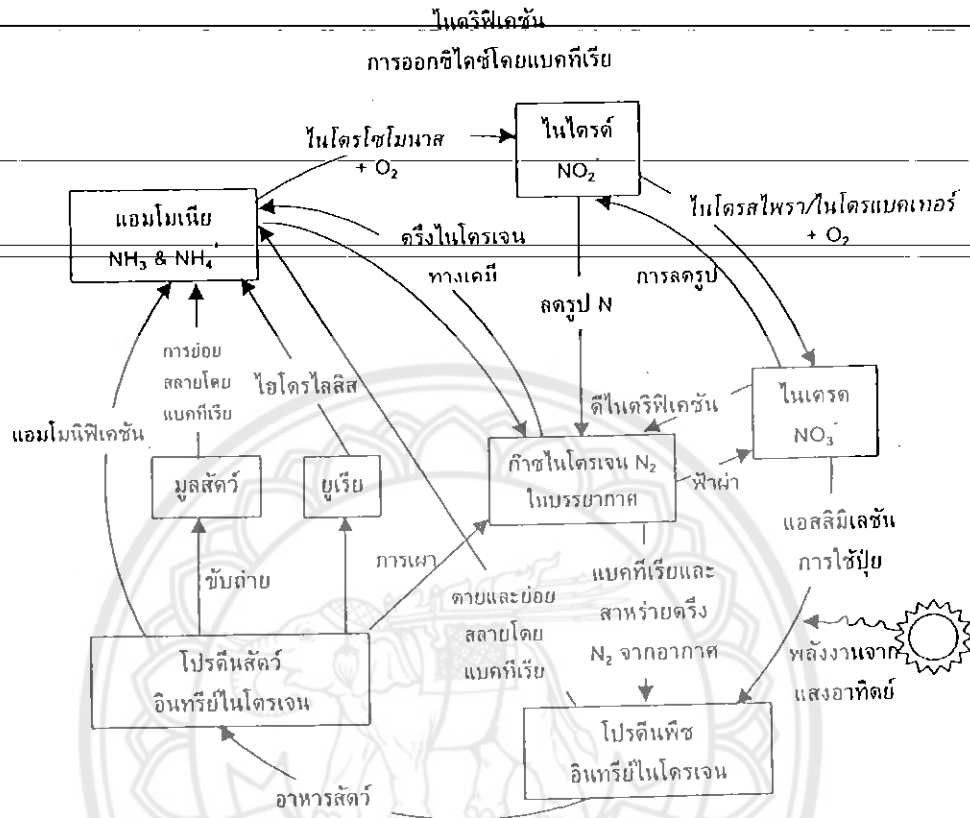 ไนตริฟิเคชัน
การออกซิไดซ์โดยแบคทีเรีย
ไนโตรโซโมนาส
+ O₂
ไนไตรต์
NO₂⁻
แอมโมเนีย
NH₃ & NH₄⁺
ตรึงไนโตรเจน
ทางเคมี
ลดรูป N
การลดรูป
ไนโตรสไพรา/ไนโตรแบคเทอร์
+ O₂
การย่อย
สลายโดย
แบคทีเรีย
ไฮโดรไลสิส
แอมโมนิฟิเคชัน
ดีไนตริฟิเคชัน
ไนเตรต
NO₃⁻
ก๊าซไนโตรเจน N₂
ในบรรยากาศ
ฟ้าผ่า
มูลสัตว์
ยูเรีย
ขับถ่าย
การเผา
ตายและย่อย
สลายโดย
แบคทีเรีย
แบคทีเรียและ
สาหร่ายตรึง
N₂ จากอากาศ
แอสสิมิเลชัน
การใช้ปุ๋ย
พลังงานจาก
แสงอาทิตย์
โปรตีนสัตว์
อินทรีย์ไนโตรเจน
โปรตีนพืช
อินทรีย์ไนโตรเจน
อาหารสัตว์